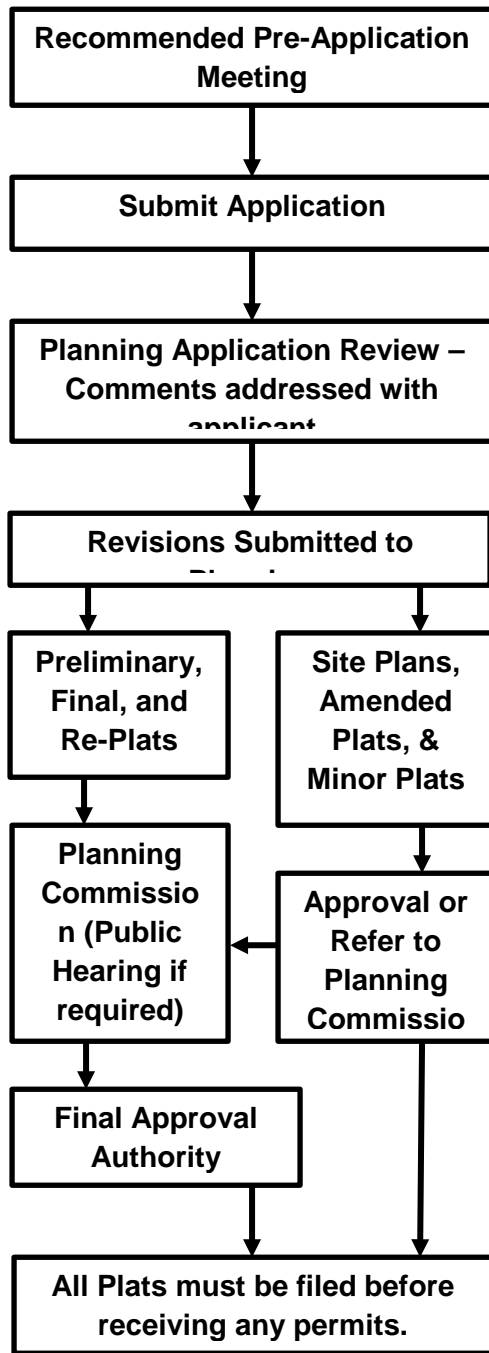 Recommended Pre-Application
Meeting
Submit Application
Planning Application Review –
Comments addressed with
applicant
Revisions Submitted to
Preliminary,
Final, and
Re-Plats
Site Plans,
Amended
Plats, &
Minor Plats
Planning
Commissio
n (Public
Hearing if
required)
Approval or
Refer to
Planning
Commissio
Final Approval
Authority
All Plats must be filed before
receiving any permits.